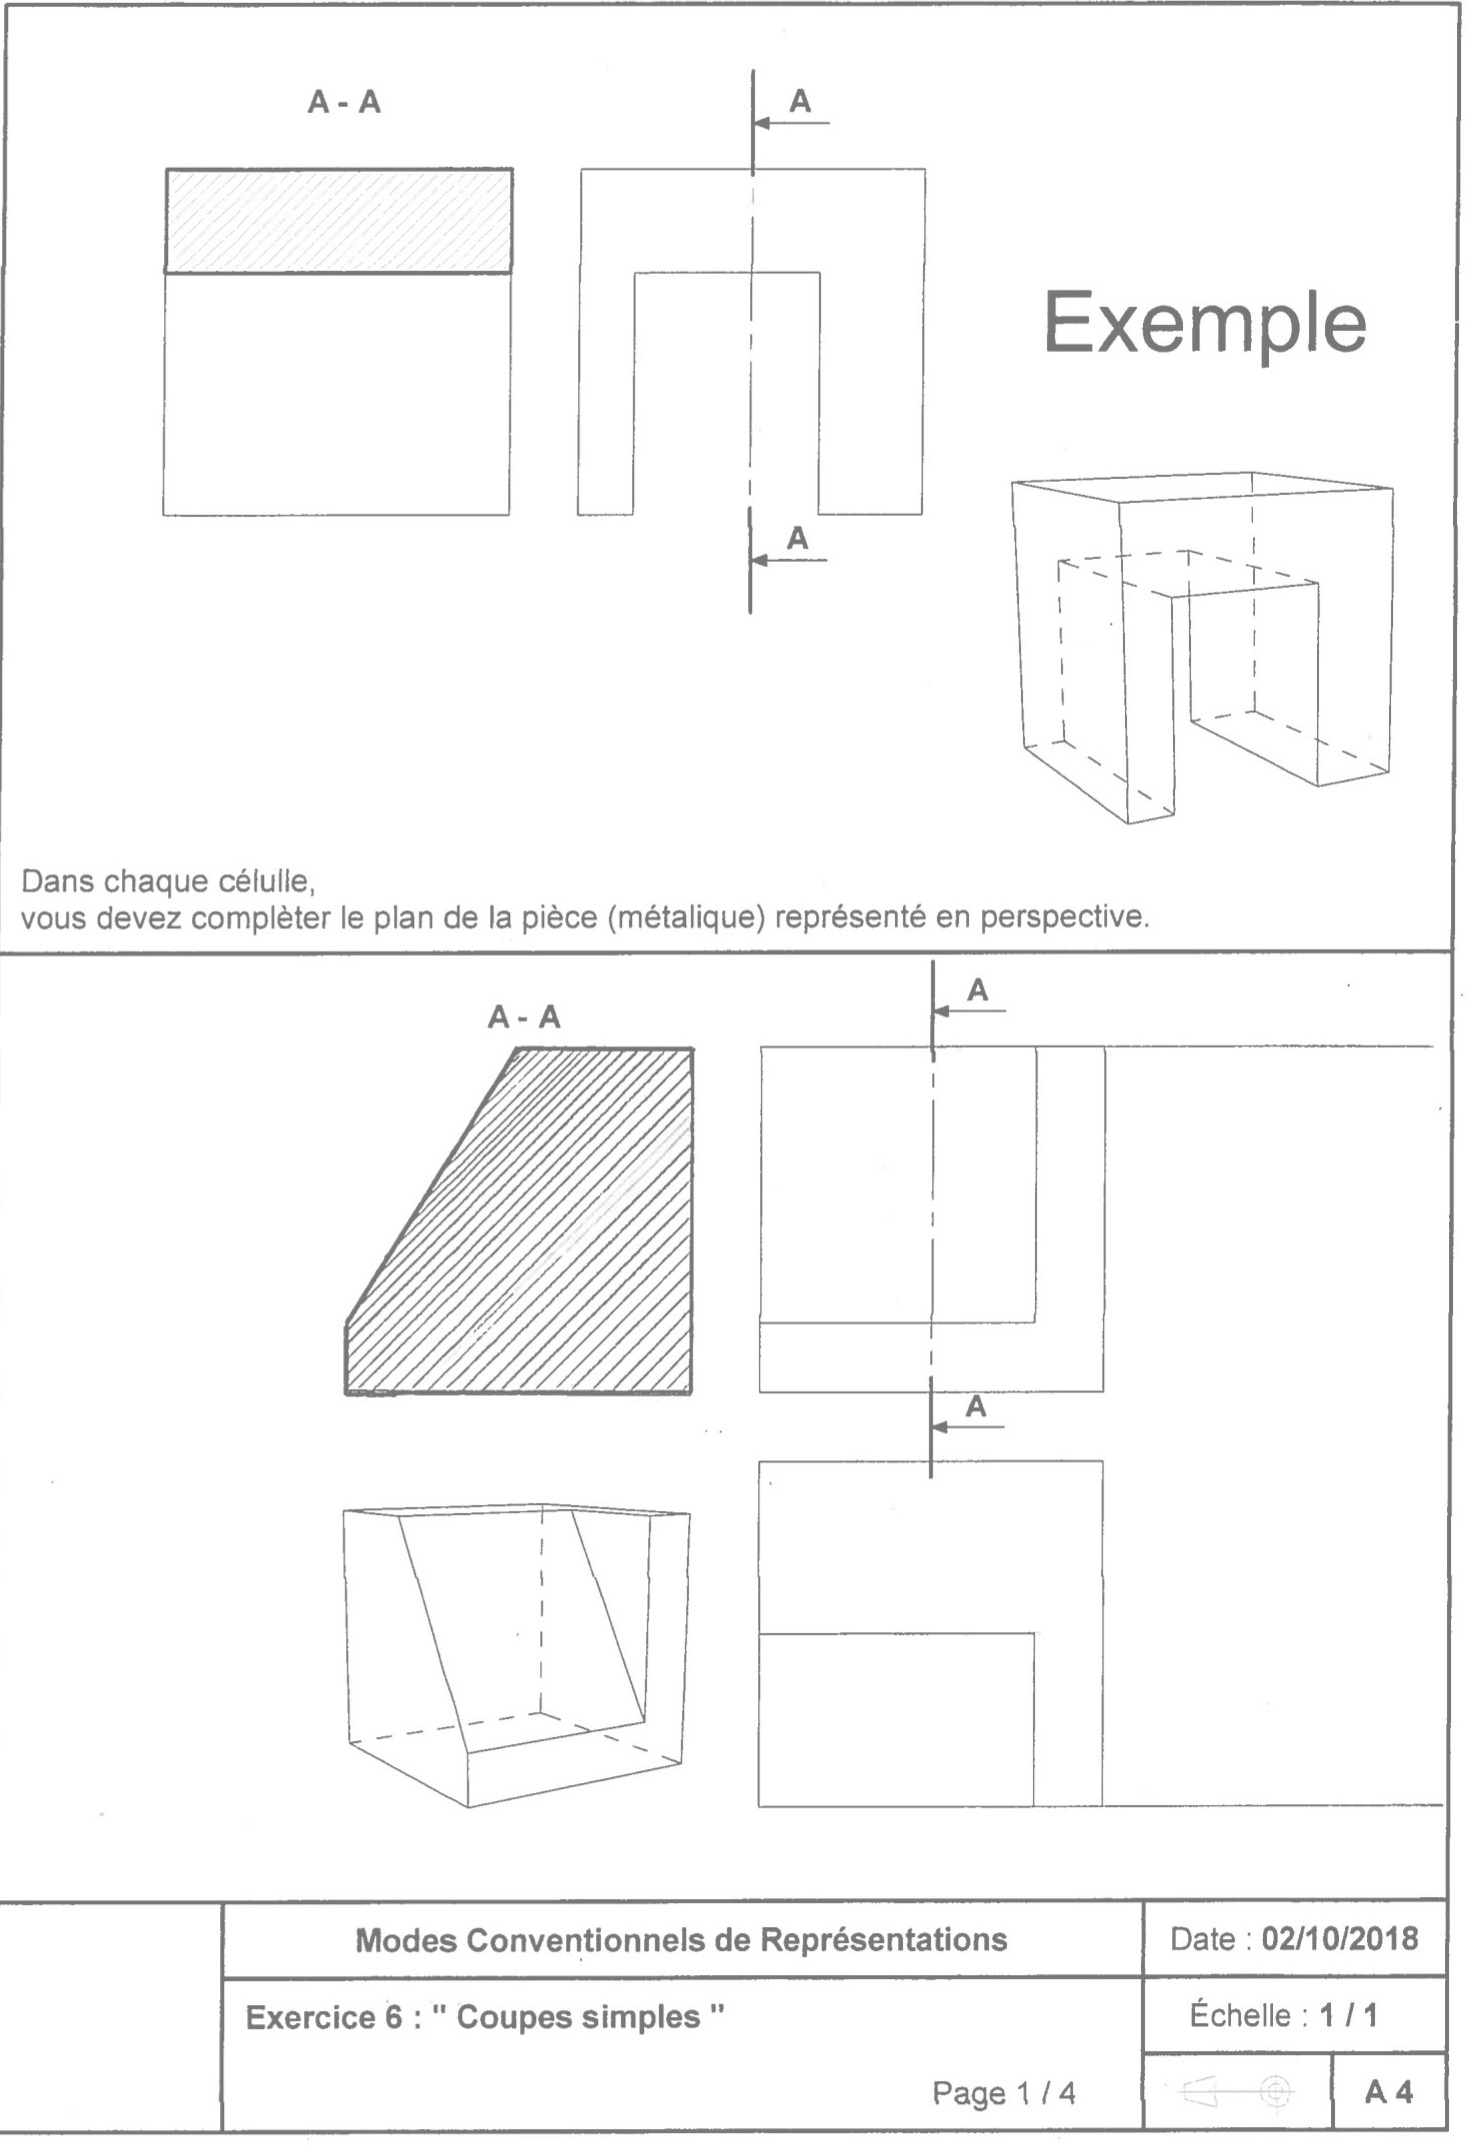 A - A
A
Exemple
A
Dans chaque célulle,
vous devez complèter le plan de la pièce (métalique) représenté en perspective.
A - A
A
A
Modes Conventionnels de Représentations
Date : 02/10/2018
Exercice 6 : " Coupes simples "
Échelle : 1 / 1
Page 1 / 4
A 4